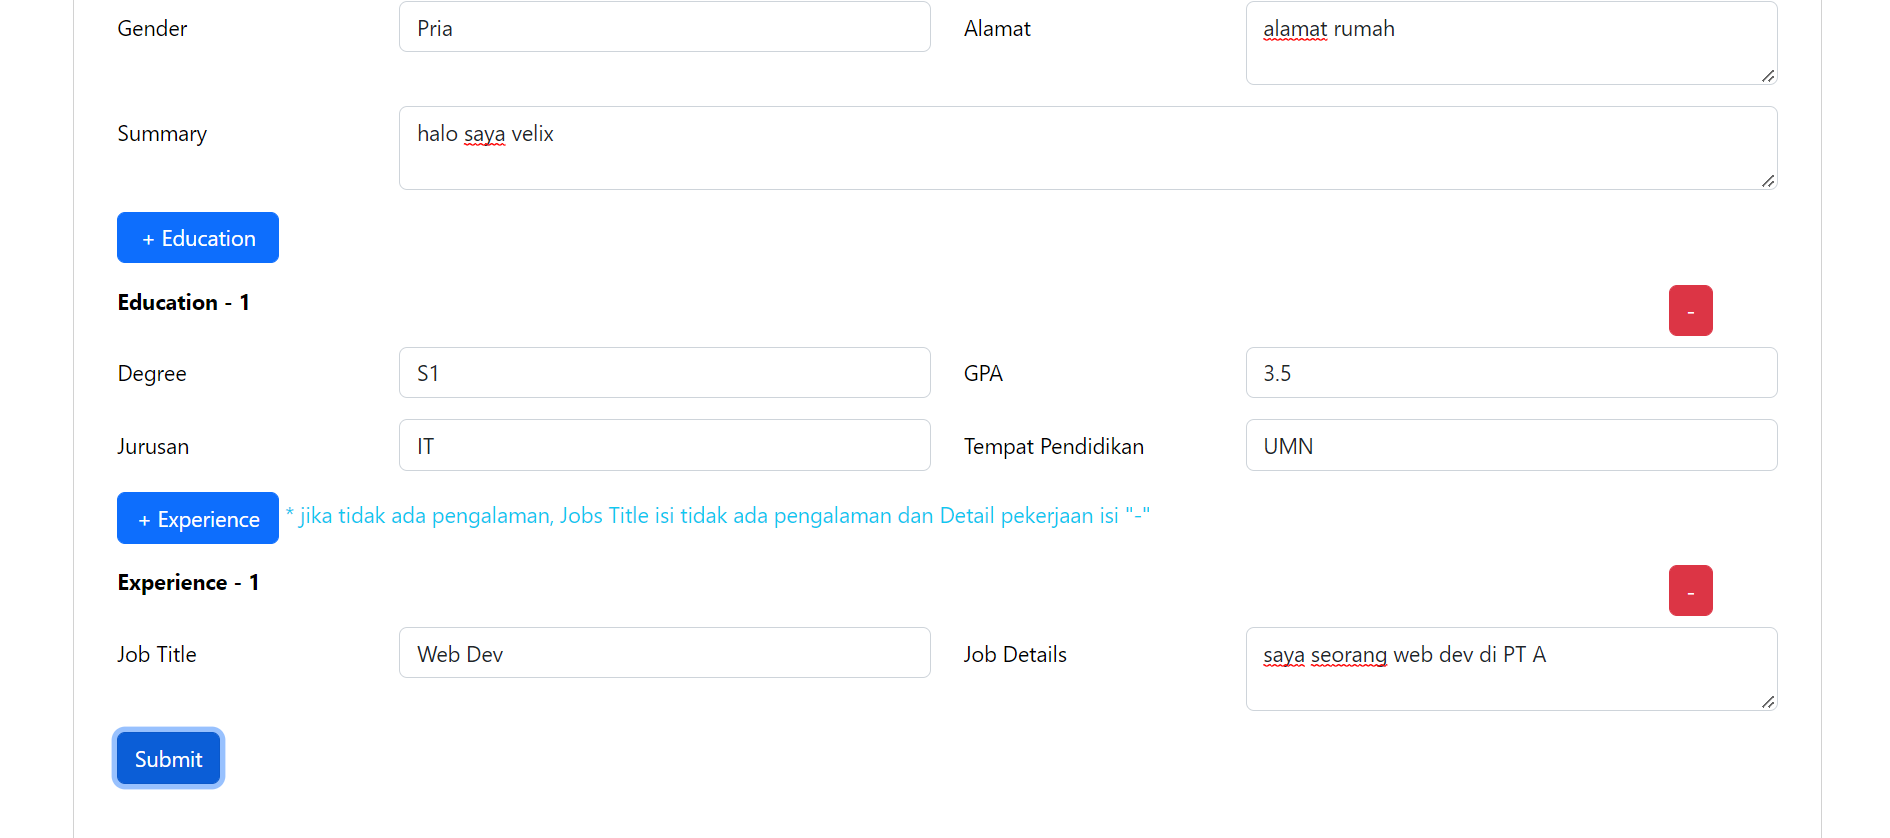 Gender Pria Alamat alamat rumah
Summary halo saya velix
+ Education
Education - 1 -
Degree S1 GPA 3.5
Jurusan IT Tempat Pendidikan UMN
+ Experience * jika tidak ada pengalaman, Jobs Title isi tidak ada pengalaman dan Detail pekerjaan isi "-"
Experience - 1 -
Job Title Web Dev Job Details saya seorang web dev di PT A
Submit